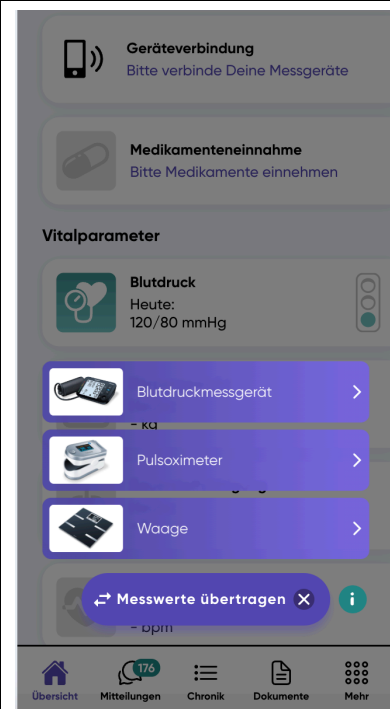 Geräteverbindung
Bitte verbinde Deine Messgeräte
Medikamenteneinnahme
Bitte Medikamente einnehmen
Vitalparameter
Blutdruck
Heute:
120/80 mmHg
Blutdruckmessgerät
- kg
Pulsoximeter
Waage
Messwerte übertragen
i
- bpm
176
Übersicht
Mitteilungen
Chronik
Dokumente
Mehr